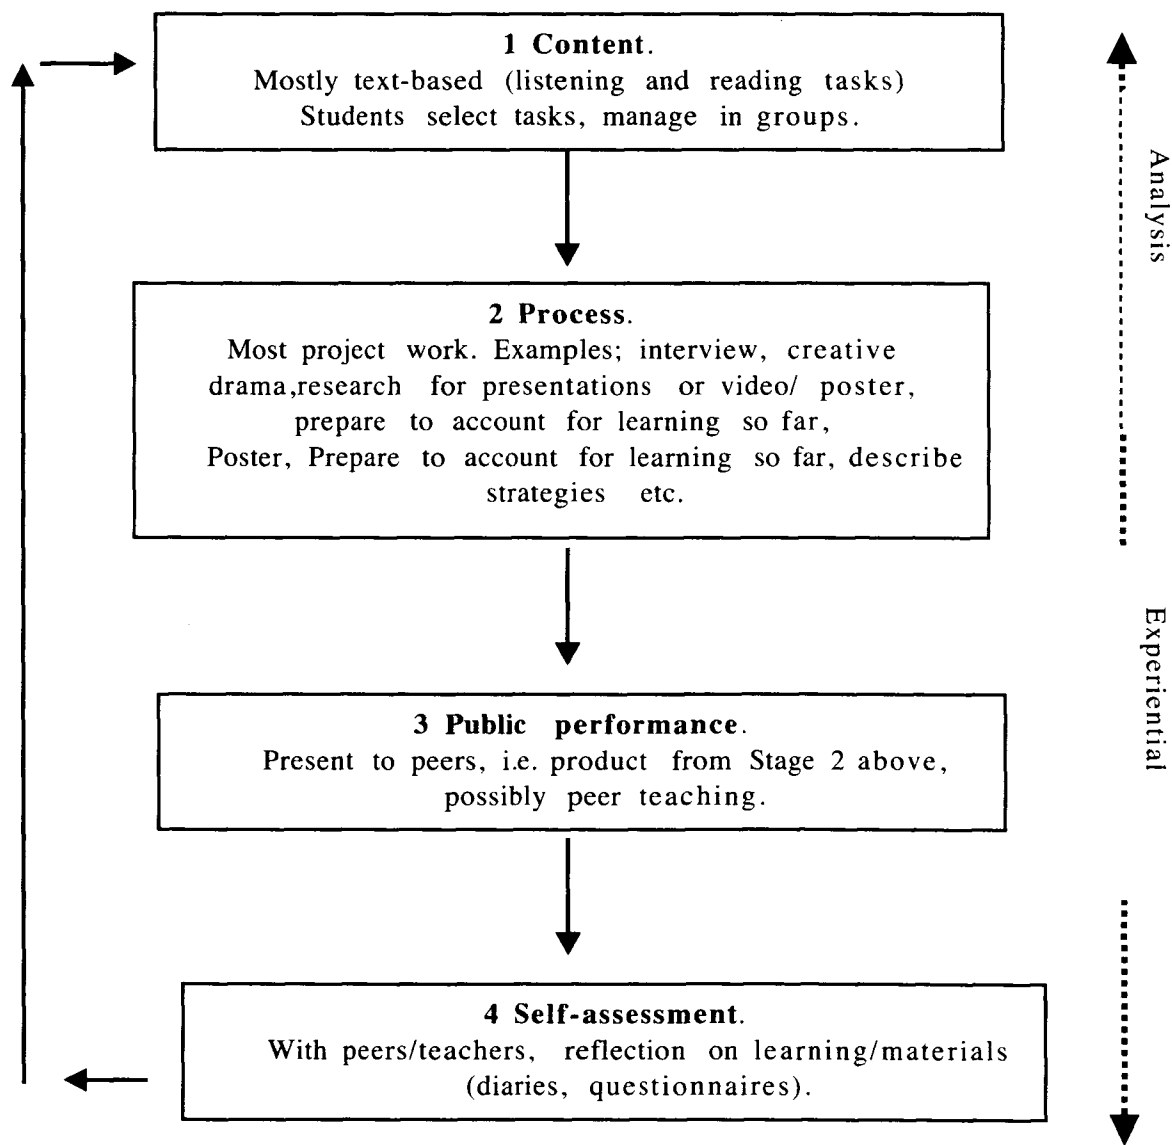 1 Content.
Mostly text-based (listening and reading tasks)
Students select tasks, manage in groups.
Analysis
2 Process.
Most project work. Examples; interview, creative
drama,research for presentations or video/ poster,
prepare to account for learning so far,
Poster, Prepare to account for learning so far, describe
strategies etc.
Experiential
3 Public performance.
Present to peers, i.e. product from Stage 2 above,
possibly peer teaching.
4 Self-assessment.
With peers/teachers, reflection on learning/materials
(diaries, questionnaires).